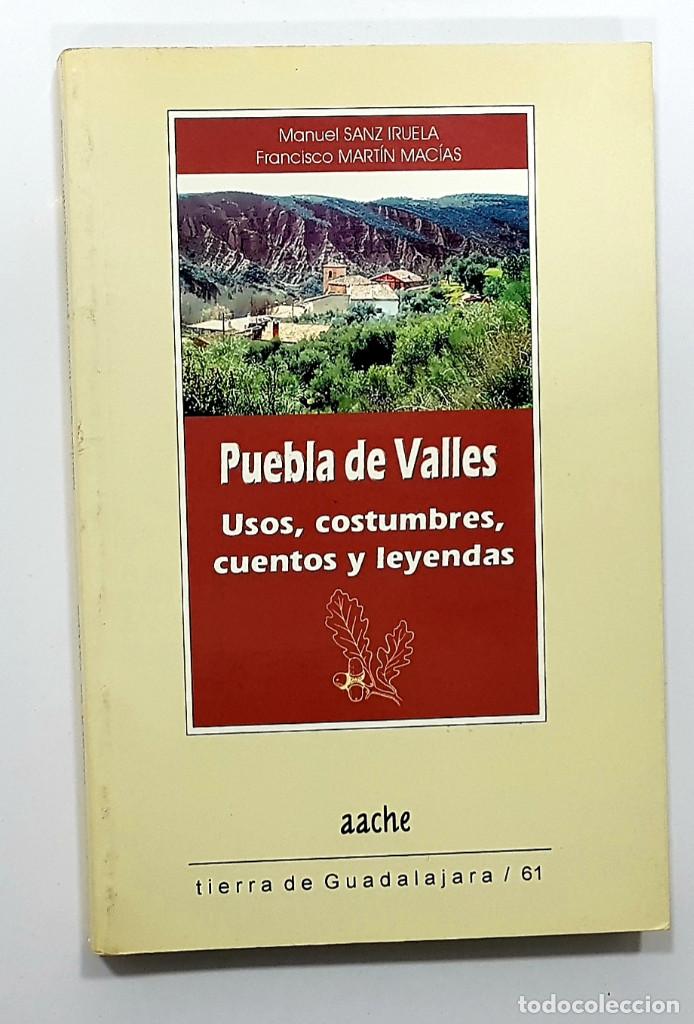 Manuel SANZ IRUELA
Francisco MARTÍN MACÍAS
Puebla de Valles
Usos, costumbres,
cuentos y leyendas
aache
tierra de Guadalajara / 61
todocoleccion